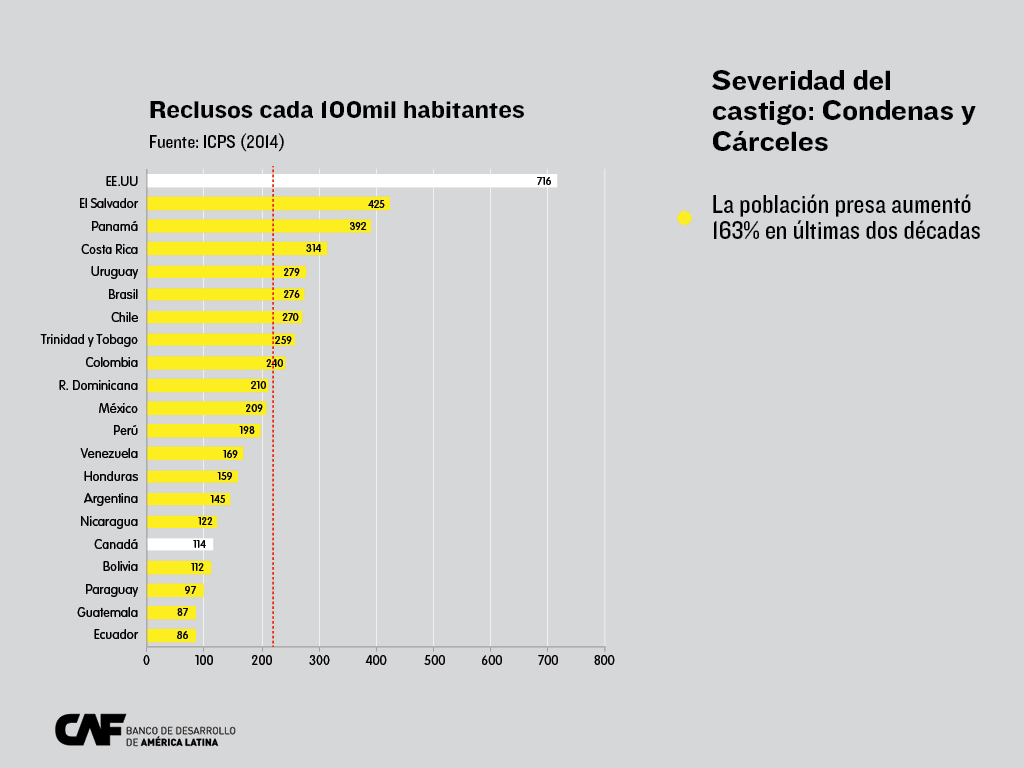 Severidad del
castigo: Condenas y
Cárceles
La población presa aumentó
163% en últimas dos décadas
Reclusos cada 100mil habitantes
Fuente: ICPS (2014)
EE.UU 716
El Salvador 425
Panamá 392
Costa Rica 314
Uruguay 279
Brasil 276
Chile 270
Trinidad y Tobago 259
Colombia 240
R. Dominicana 210
México 209
Perú 198
Venezuela 169
Honduras 159
Argentina 145
Nicaragua 122
Canadá 114
Bolivia 112
Paraguay 97
Guatemala 87
Ecuador 86
0 100 200 300 400 500 600 700 800
CAF BANCO DE DESARROLLO
DE AMÉRICA LATINA